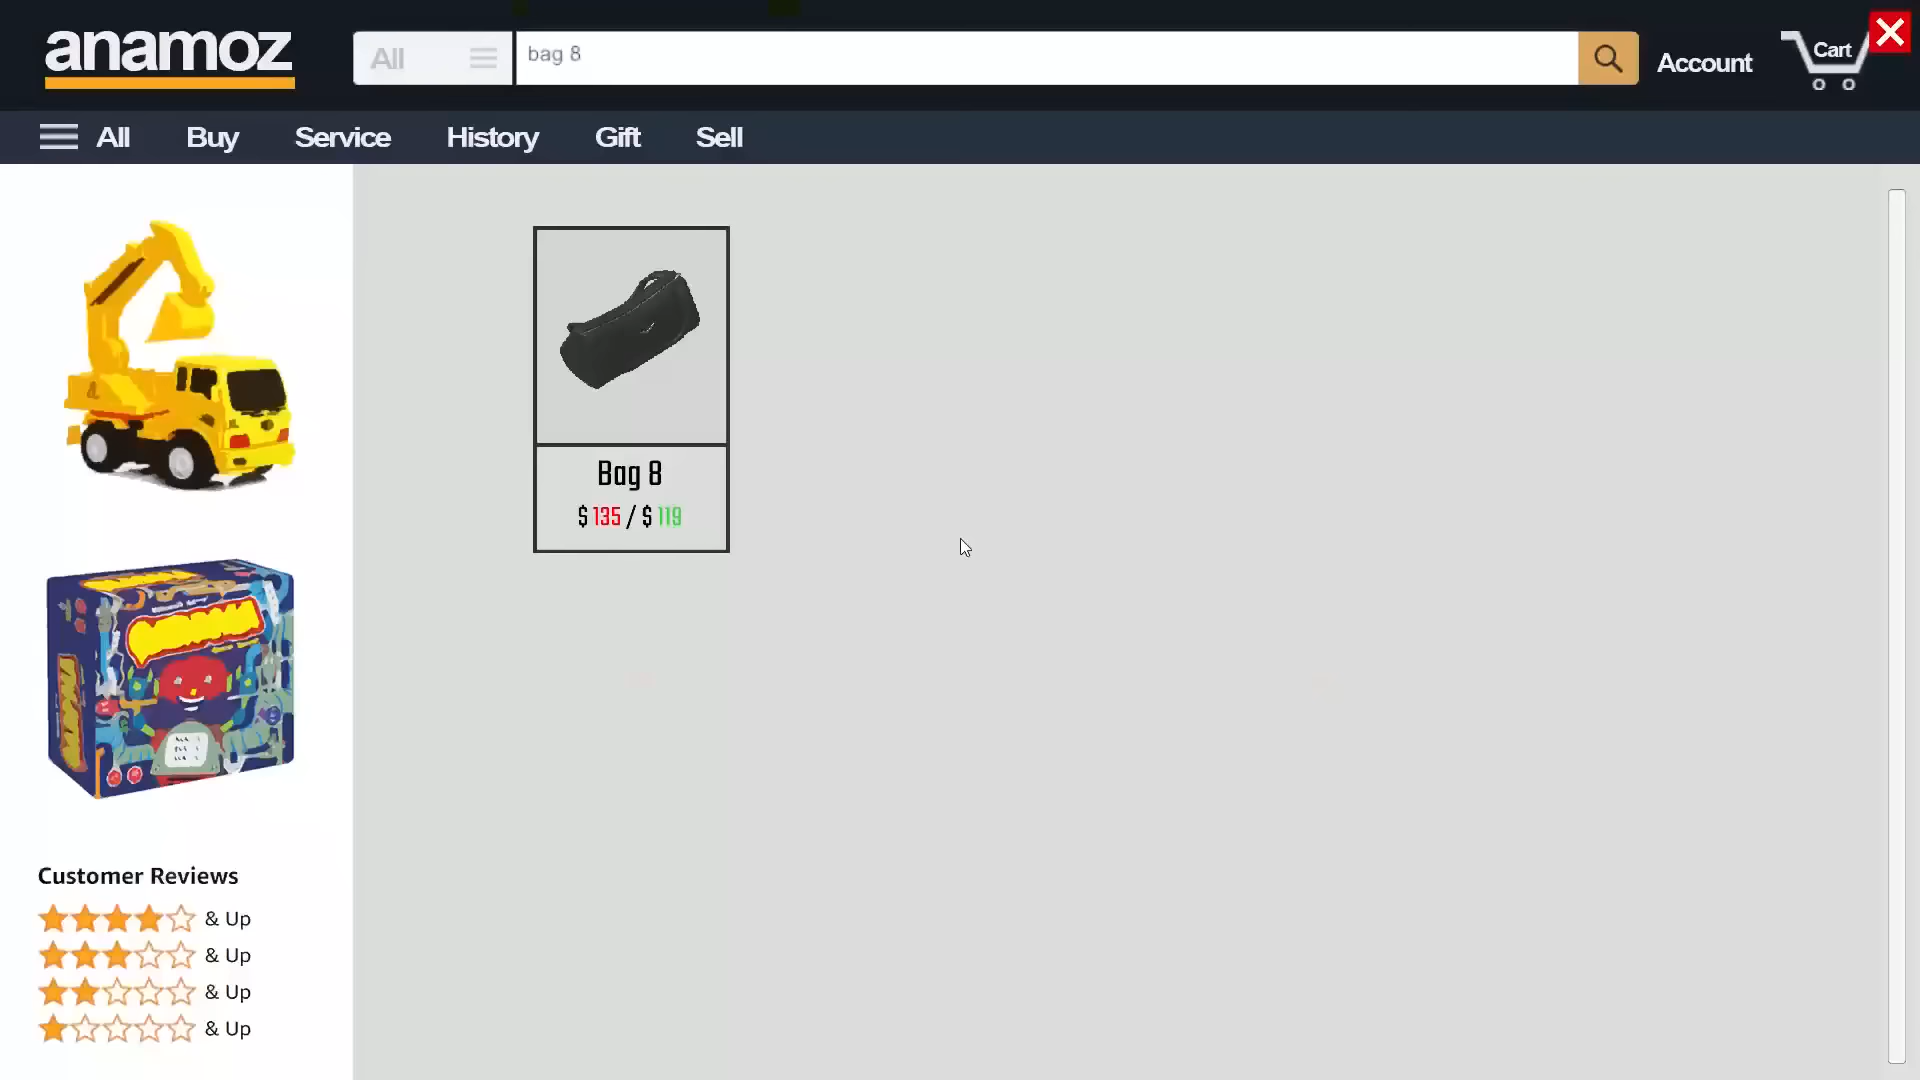 anamoz
All
bag 8
Account
Cart
All
Buy
Service
History
Gift
Sell
Bag 8
$ 135 / $ 119
Customer Reviews
& Up
& Up
& Up
& Up